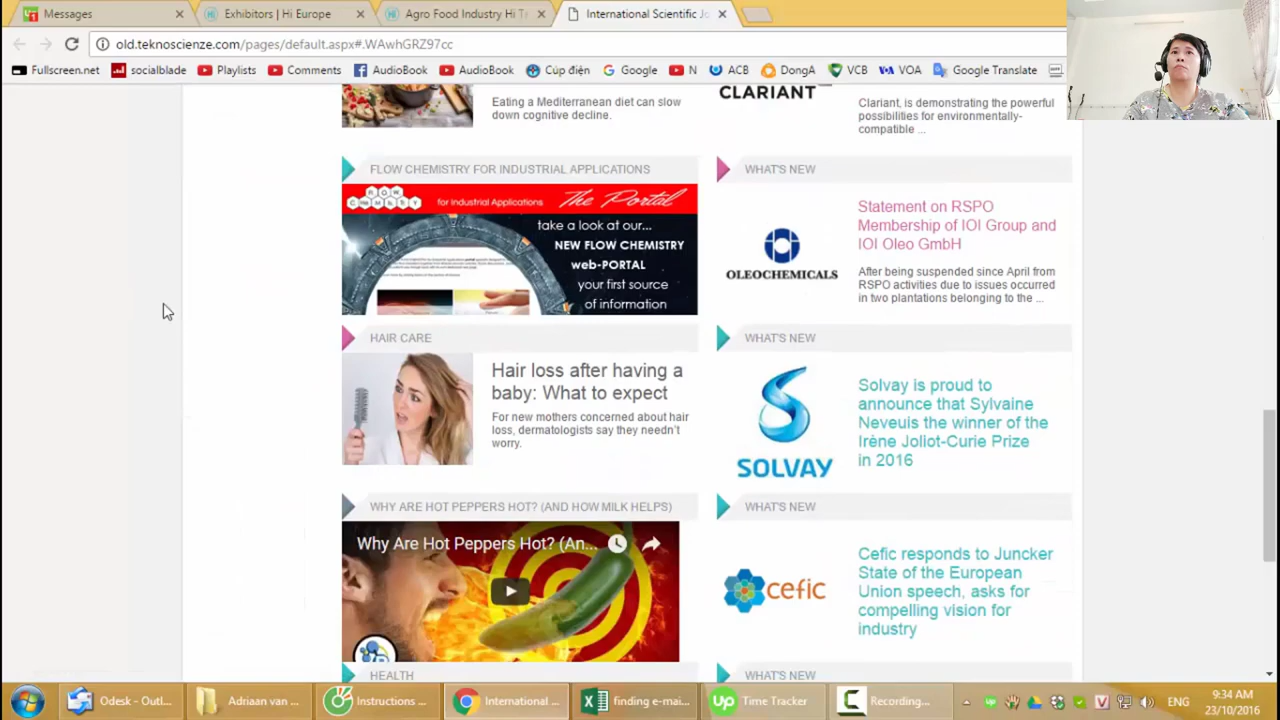 Messages
Exhibitors | Hi Europe
Agro Food Industry Hi T
International Scientific Jo
old.teknoscienze.com/pages/default.aspx#.WAwhGRZ97cc
Fullscreen.net
socialblade
Playlists
Comments
AudioBook
AudioBook
Cúp điện
Google
N
ACB
DongA
VCB
VOA
Google Translate
Eating a Mediterranean diet can slow
down cognitive decline.
CLARIANT
Clariant, is demonstrating the powerful
possibilities for environmentally-
compatible ...
FLOW CHEMISTRY FOR INDUSTRIAL APPLICATIONS
for Industrial Applications
The Portal
take a look at our...
NEW FLOW CHEMISTRY
web-PORTAL
your first source
of information
WHAT'S NEW
OLEOCHEMICALS
Statement on RSPO
Membership of IOI Group and
IOI Oleo GmbH
After being suspended since April from
RSPO activities due to issues occurred
in two plantations belonging to the ...
HAIR CARE
Hair loss after having a
baby: What to expect
For new mothers concerned about hair
loss, dermatologists say they needn't
worry.
WHAT'S NEW
SOLVAY
Solvay is proud to
announce that Sylvaine
Neveuis the winner of the
Irène Joliot-Curie Prize
in 2016
WHY ARE HOT PEPPERS HOT? (AND HOW MILK HELPS)
Why Are Hot Peppers Hot? (An...
WHAT'S NEW
cefic
Cefic responds to Juncker
State of the European
Union speech, asks for
compelling vision for
industry
HEALTH
WHAT'S NEW
Odesk - Outl...
Adriaan van ...
Instructions ...
International ...
finding e-mai...
Up
Time Tracker
Recording...
ENG
9:34 AM
23/10/2016